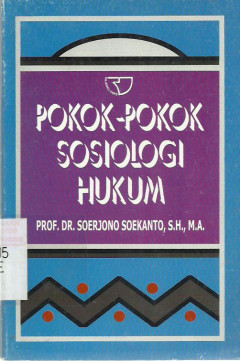 POKOK-POKOK
SOSIOLOGI
HUKUM
PROF. DR. SOERJONO SOEKANTO, S.H., M.A.